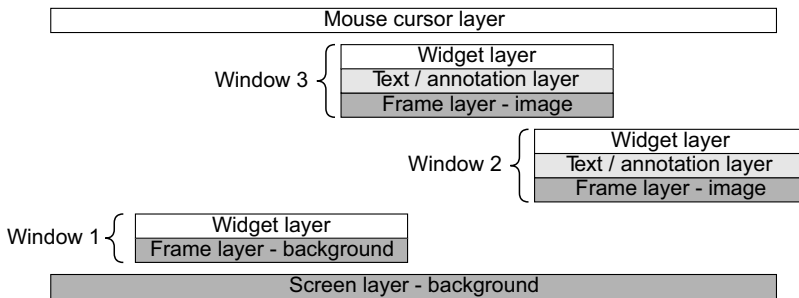 Mouse cursor layer
Widget layer
Window 3
Text / annotation layer
Frame layer - image
Widget layer
Window 2
Text / annotation layer
Frame layer - image
Widget layer
Window 1
Frame layer - background
Screen layer - background